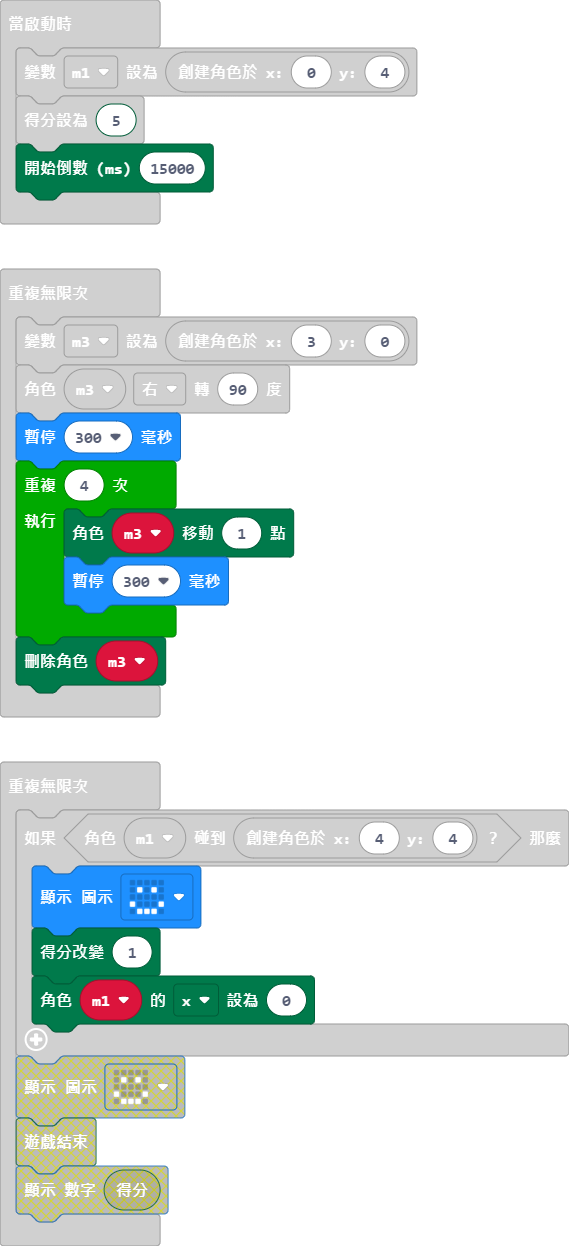 當啟動時
變數 m1 設為 創建角色於 x: 0 y: 4
得分設為 5
開始倒數 (ms) 15000
重複無限次
變數 m3 設為 創建角色於 x: 3 y: 0
角色 m3 右 轉 90 度
暫停 300 毫秒
重複 4 次
執行 角色 m3 移動 1 點
暫停 300 毫秒
刪除角色 m3
重複無限次
如果 角色 m1 碰到 創建角色於 x: 4 y: 4 ? 那麼
顯示 圖示
得分改變 1
角色 m1 的 x 設為 0
顯示 圖示
遊戲結束
顯示 數字 得分